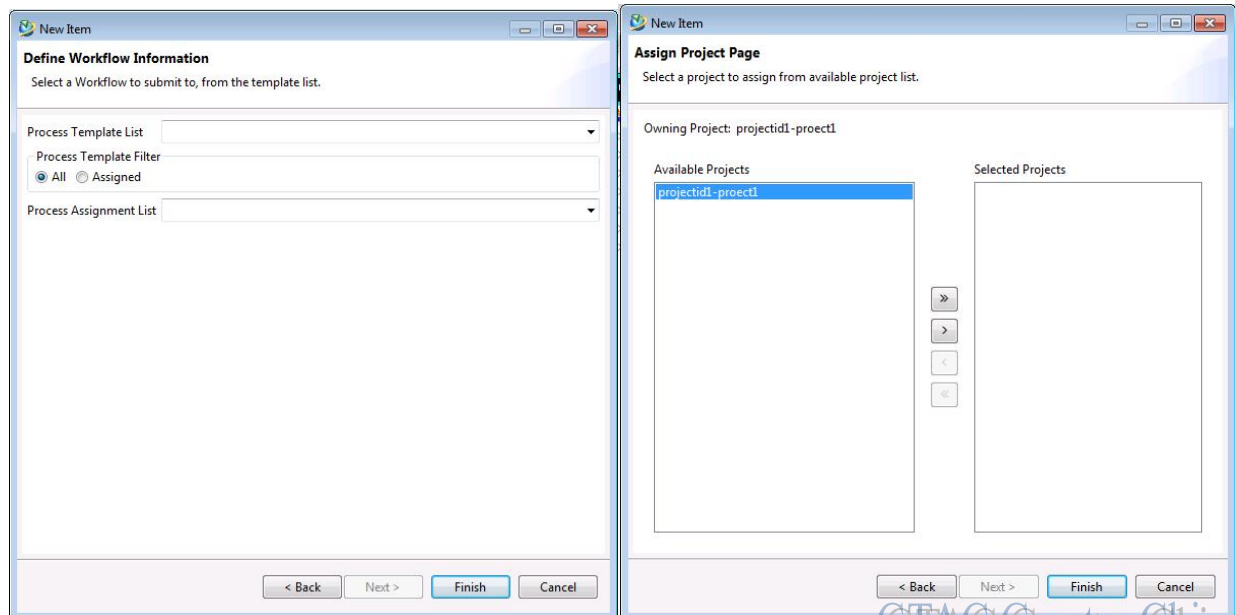 New Item
Define Workflow Information
Select a Workflow to submit to, from the template list.
Process Template List
Process Template Filter
All Assigned
Process Assignment List
< Back Next > Finish Cancel
New Item
Assign Project Page
Select a project to assign from available project list.
Owning Project: projectid1-proect1
Available Projects Selected Projects
projectid1-proect1
»
>
<
«
< Back Next > Finish Cancel